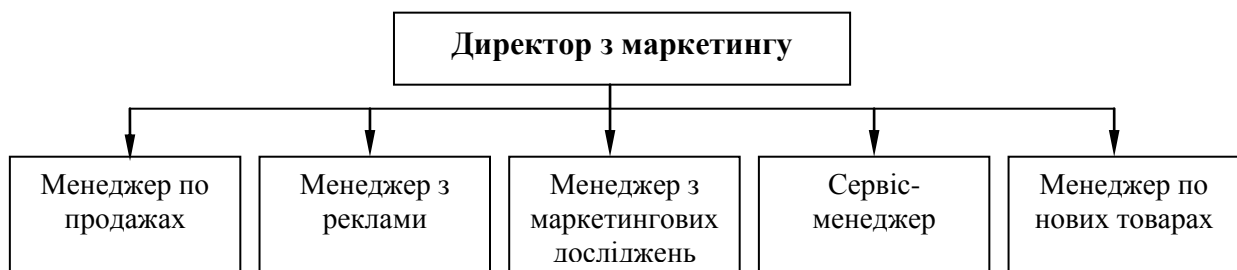 Директор з маркетингу
Менеджер по
продажах
Менеджер з
реклами
Менеджер з
маркетингових
досліджень
Сервіс-
менеджер
Менеджер по
нових товарах